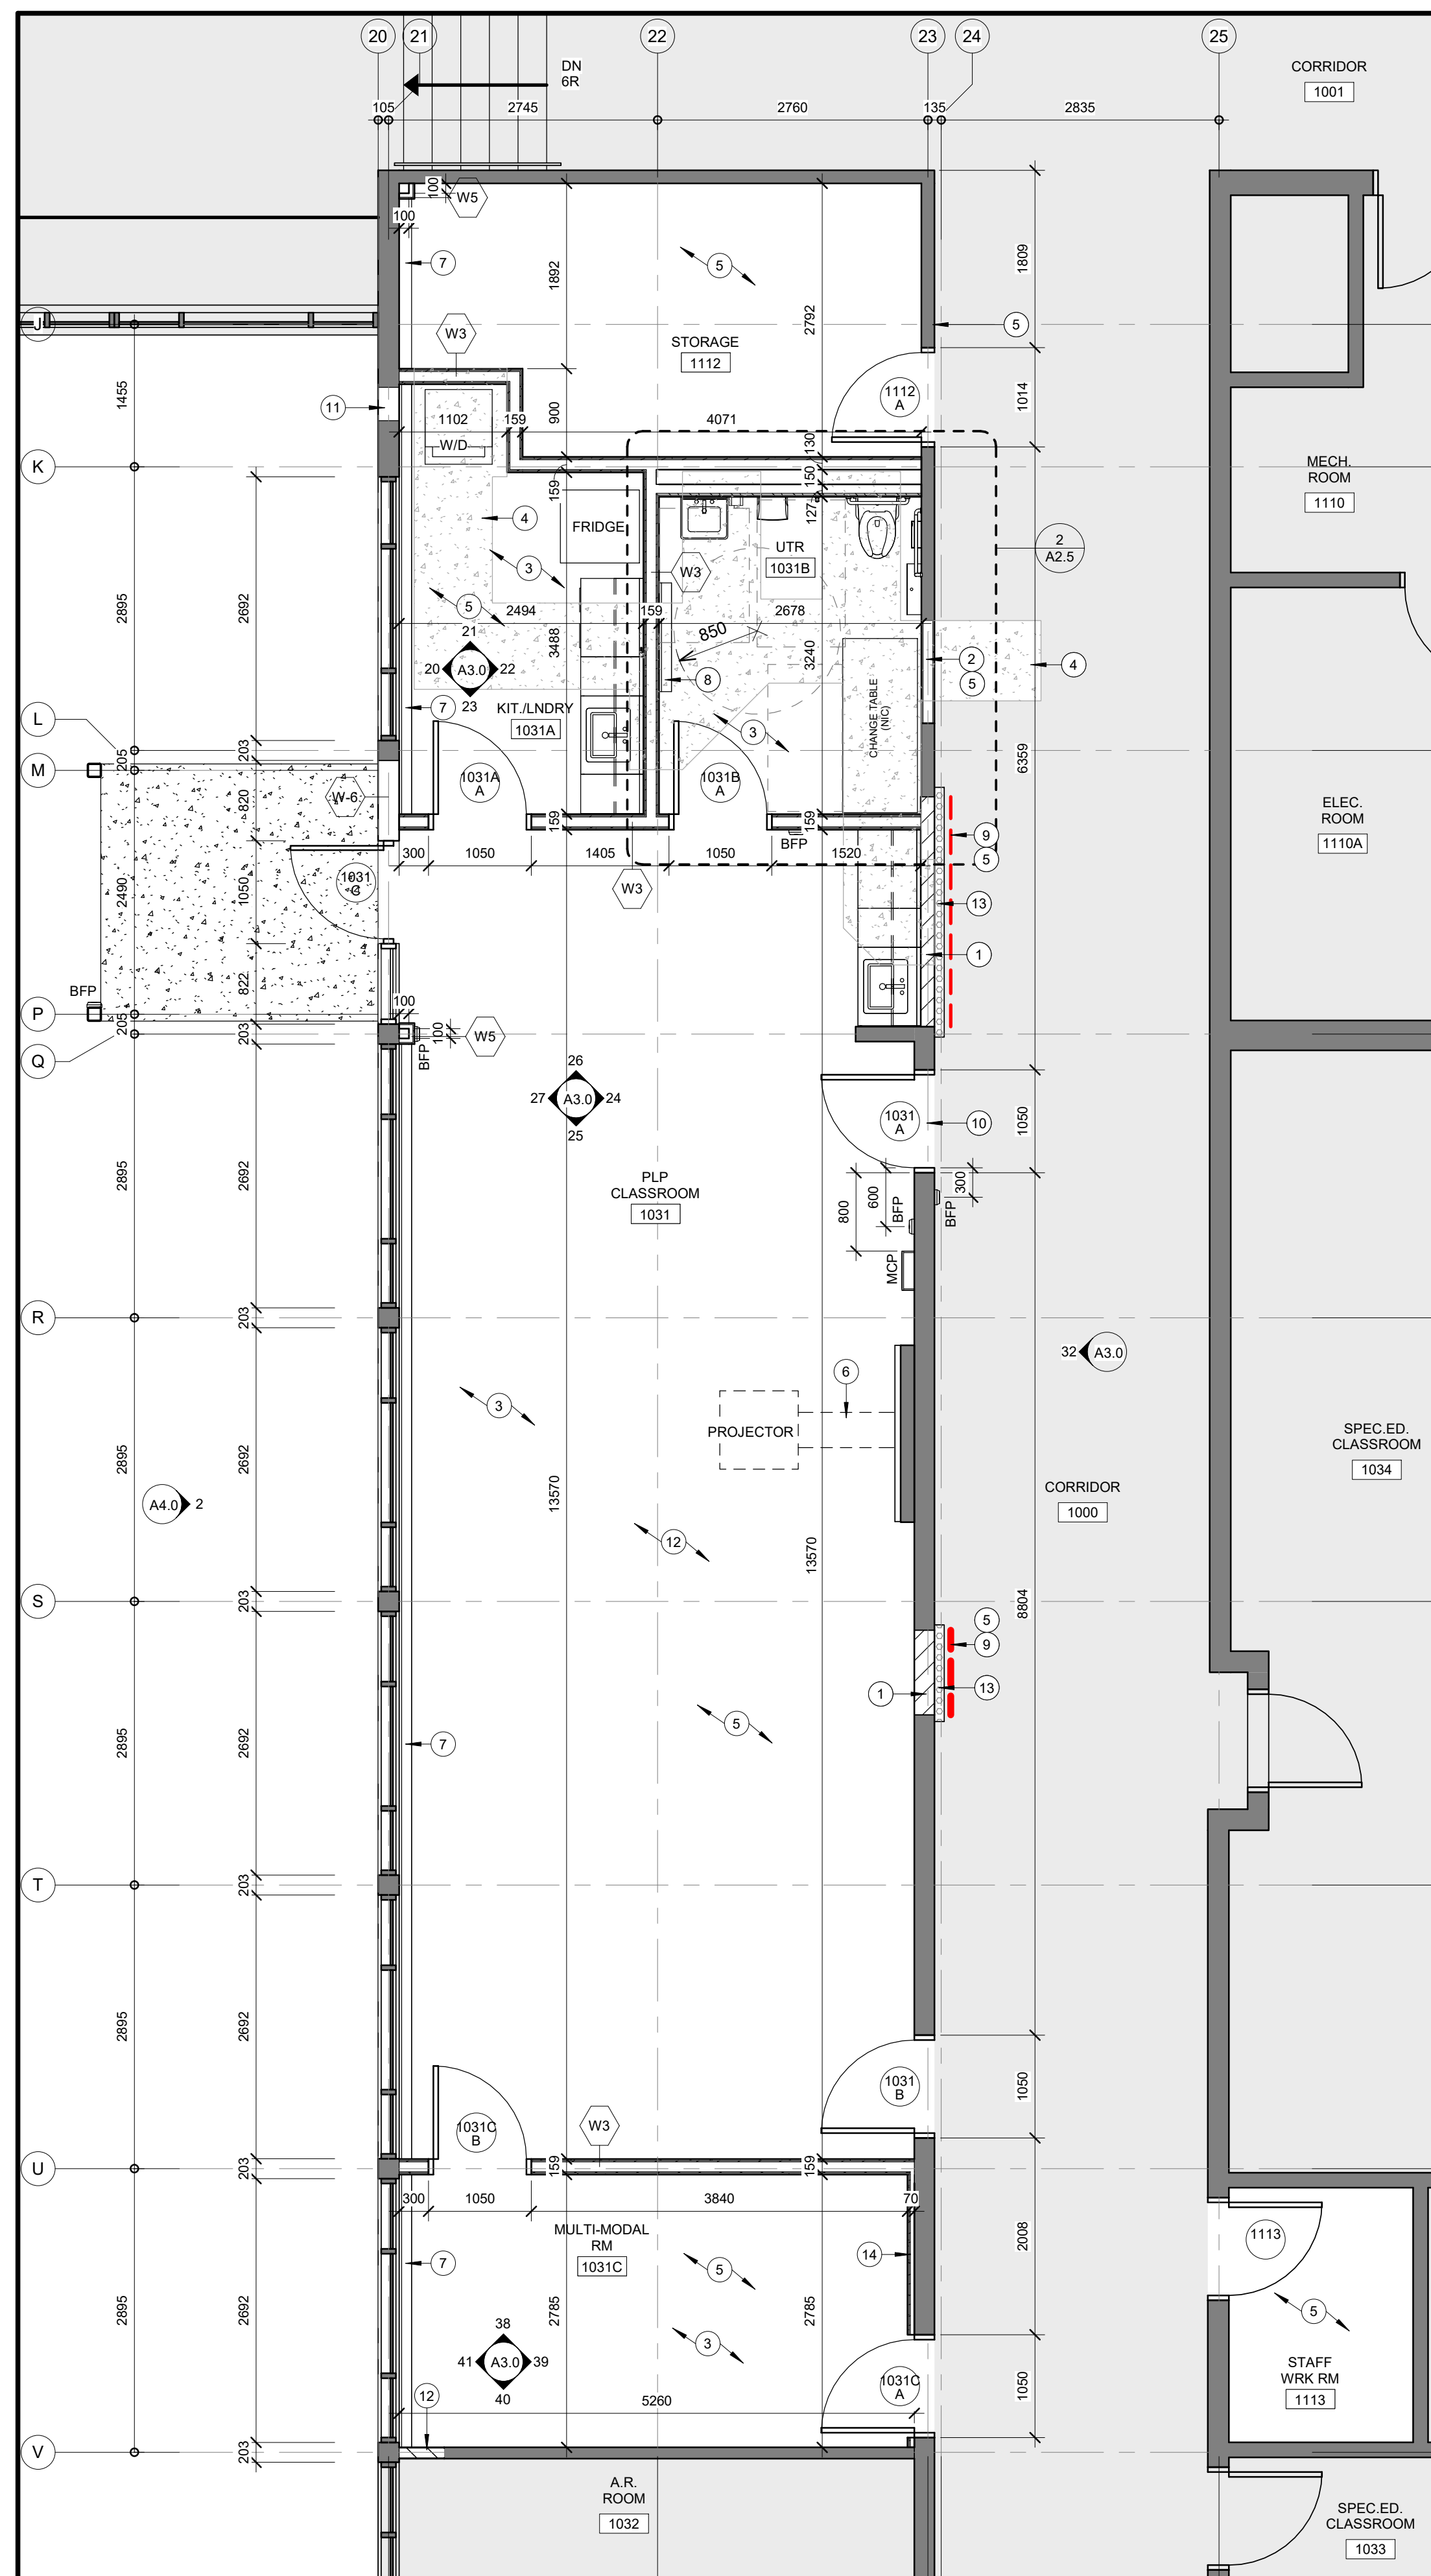 20
21
22
23
24
25
DN
6R
CORRIDOR
1001
105
2745
2760
135
2835
100
W5
100
7
5
1892
2792
1809
J
W3
STORAGE
1112
5
11
1455
1102
159
900
4071
1112
A
1014
W/D
130
K
159
150
MECH.
ROOM
1110
4
FRIDGE
127
UTR
1031B
2
A2.5
3
W3
5
2895
2692
2494
159
2678
850
21
20
A3.0
22
23
3488
3240
2
5
4
8
7
KIT./LNDRY
1031A
CHANGE TABLE
(NIC)
L
3
203
205
6359
M
W-6
1031A
A
1031B
A
820
ELEC.
ROOM
1110A
159
159
BFP
9
5
300
1050
1405
1050
1520
1031
C
W3
2490
1050
13
1
822
BFP
100
P
205
203
100
W5
BFP
Q
26
27
A3.0
24
25
1031
A
10
1050
2895
2692
PLP
CLASSROOM
1031
800
600
BFP
300
BFP
MCP
R
203
32
A3.0
6
3
PROJECTOR
SPEC.ED.
CLASSROOM
1034
2895
2692
CORRIDOR
1000
A4.0
2
13570
12
13570
S
203
8804
5
9
1
13
5
7
2895
2692
T
203
2895
2692
1031
B
1050
1031C
B
W3
U
203
159
159
300
1050
3840
70
MULTI-MODAL
RM
1031C
14
2008
1113
7
5
2895
2692
2785
2785
5
38
41
A3.0
39
40
3
STAFF
WRK RM
1113
12
1031C
A
1050
5260
V
203
A.R.
ROOM
1032
SPEC.ED.
CLASSROOM
1033